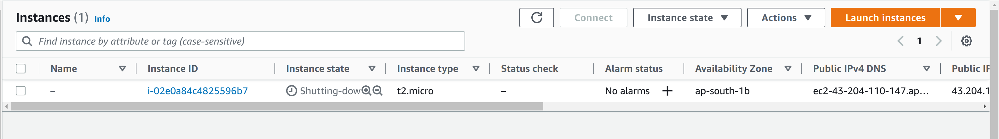 Instances (1) Info Connect Instance state Actions Launch instances
Find instance by attribute or tag (case-sensitive) 1
Name Instance ID Instance state Instance type Status check Alarm status Availability Zone Public IPv4 DNS Public IP
– i-02e0a84c4825596b7 Shutting-dow t2.micro – No alarms + ap-south-1b ec2-43-204-110-147.ap... 43.204.1